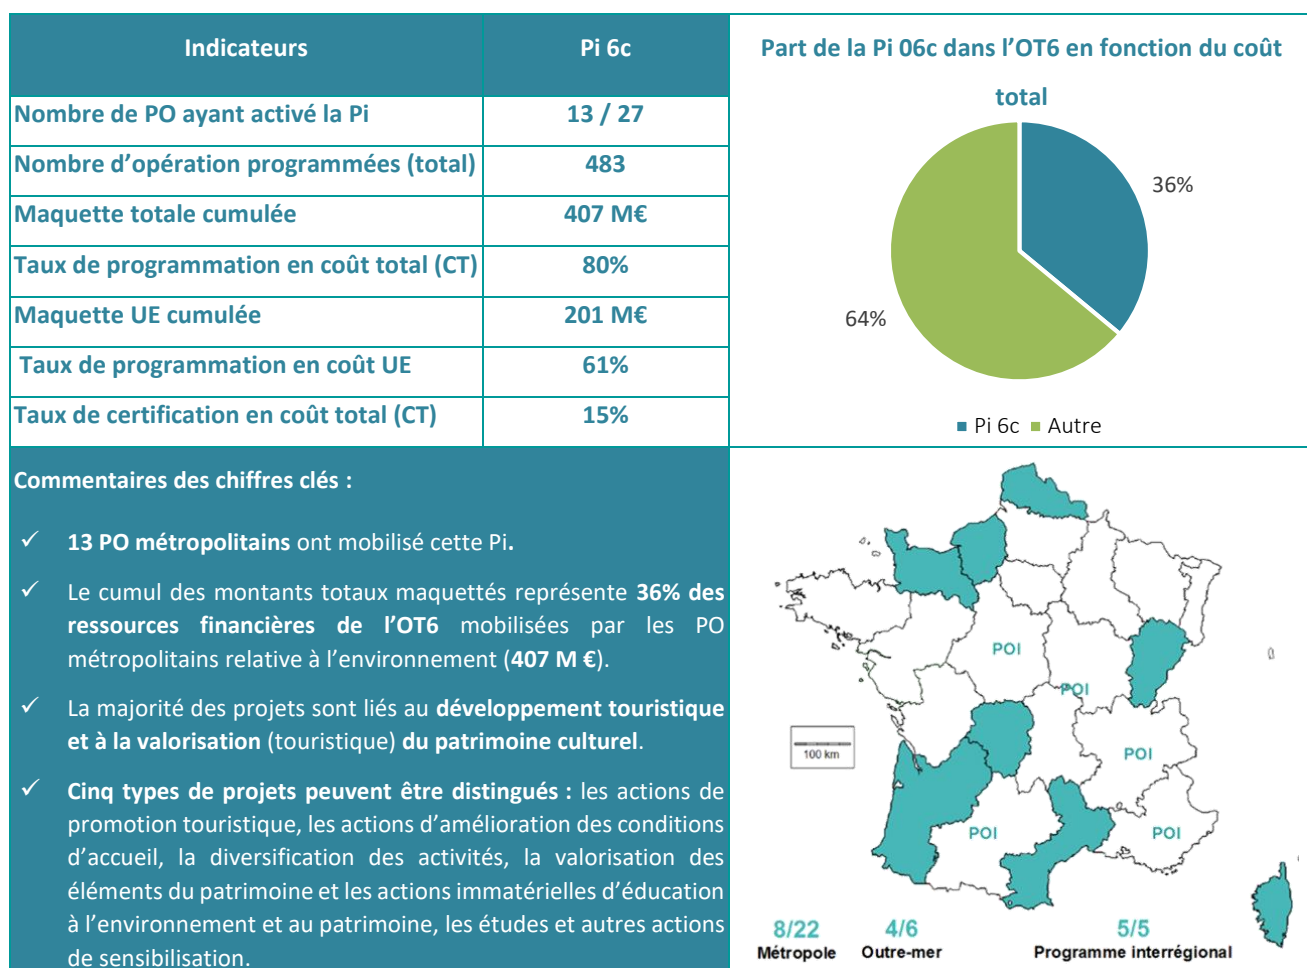 Indicateurs Pi 6c
Nombre de PO ayant activé la Pi 13 / 27
Nombre d’opération programmées (total) 483
Maquette totale cumulée 407 M€
Taux de programmation en coût total (CT) 80%
Maquette UE cumulée 201 M€
Taux de programmation en coût UE 61%
Taux de certification en coût total (CT) 15%
Part de la Pi 06c dans l’OT6 en fonction du coût
total
36%
64%
Pi 6c Autre
Commentaires des chiffres clés :
✓ 13 PO métropolitains ont mobilisé cette Pi.
✓ Le cumul des montants totaux maquettés représente 36% des
ressources financières de l’OT6 mobilisées par les PO
métropolitains relative à l’environnement (407 M €).
✓ La majorité des projets sont liés au développement touristique
et à la valorisation (touristique) du patrimoine culturel.
✓ Cinq types de projets peuvent être distingués : les actions de
promotion touristique, les actions d’amélioration des conditions
d’accueil, la diversification des activités, la valorisation des
éléments du patrimoine et les actions immatérielles d’éducation
à l’environnement et au patrimoine, les études et autres actions
de sensibilisation.
POI
POI
POI
POI
POI
100 km
8/22 4/6 5/5
Métropole Outre-mer Programme interrégional